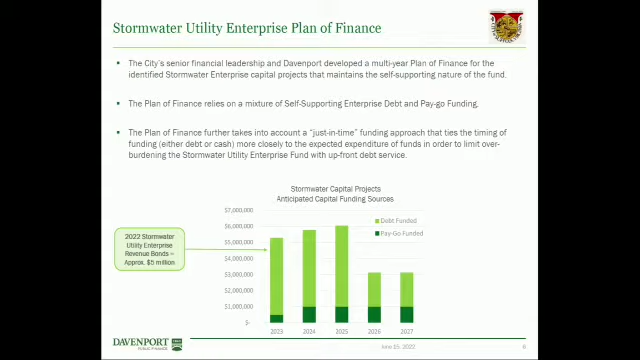 Stormwater Utility Enterprise Plan of Finance
The City's senior financial leadership and Davenport developed a multi-year Plan of Finance for the
identified Stormwater Enterprise capital projects that maintains the self-supporting nature of the fund.
The Plan of Finance relies on a mixture of Self-Supporting Enterprise Debt and Pay-go Funding.
The Plan of Finance further takes into account a “just-in-time” funding approach that ties the timing of
funding (either debt or cash) more closely to the expected expenditure of funds in order to limit over-
burdening the Stormwater Utility Enterprise Fund with up-front debt service.
Stormwater Capital Projects
Anticipated Capital Funding Sources
$7,000,000
$6,000,000
$5,000,000
$4,000,000
$3,000,000
$2,000,000
$1,000,000
$-
Debt Funded
Pay-Go Funded
2022 Stormwater
Utility Enterprise
Revenue Bonds =
Approx. $5 million
2023 2024 2025 2026 2027
DAVENPORT
PUBLIC FINANCE
June 15, 2022
6